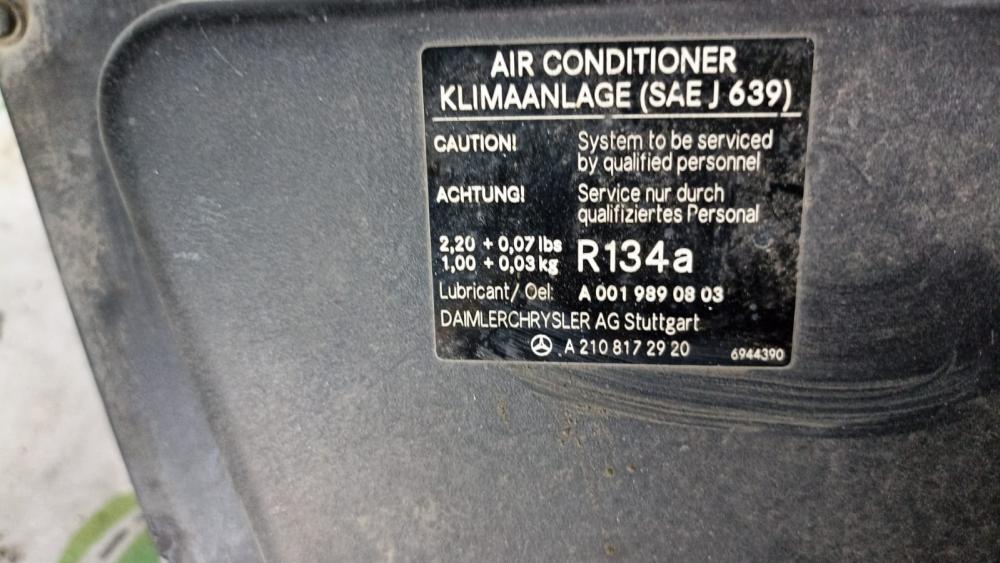 AIR CONDITIONER
KLIMAANLAGE (SAE J 639)
CAUTION! System to be serviced
by qualified personnel
ACHTUNG! Service nur durch
qualifiziertes Personal
2,20 + 0,07 lbs
1,00 + 0,03 kg R134a
Lubricant/ Oel: A 001 989 08 03
DAIMLERCHRYSLER AG Stuttgart
A 210 817 29 20 6944390